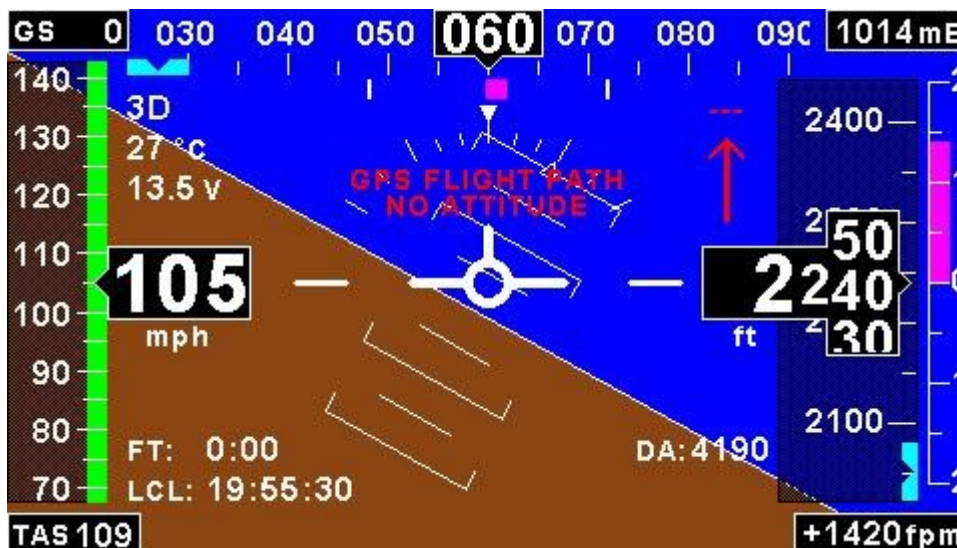 GS 0
030 040 050 060 070 080
1014
140
130
120
110
100
90
80
70
3D
27 °C
13.5 V
GPS FLIGHT PATH
NO ATTITUDE
---
105
mph
2400
2100
50
2240
30
ft
FT: 0:00
LCL: 19:55:30
DA:4190
TAS 109
+1420fpm